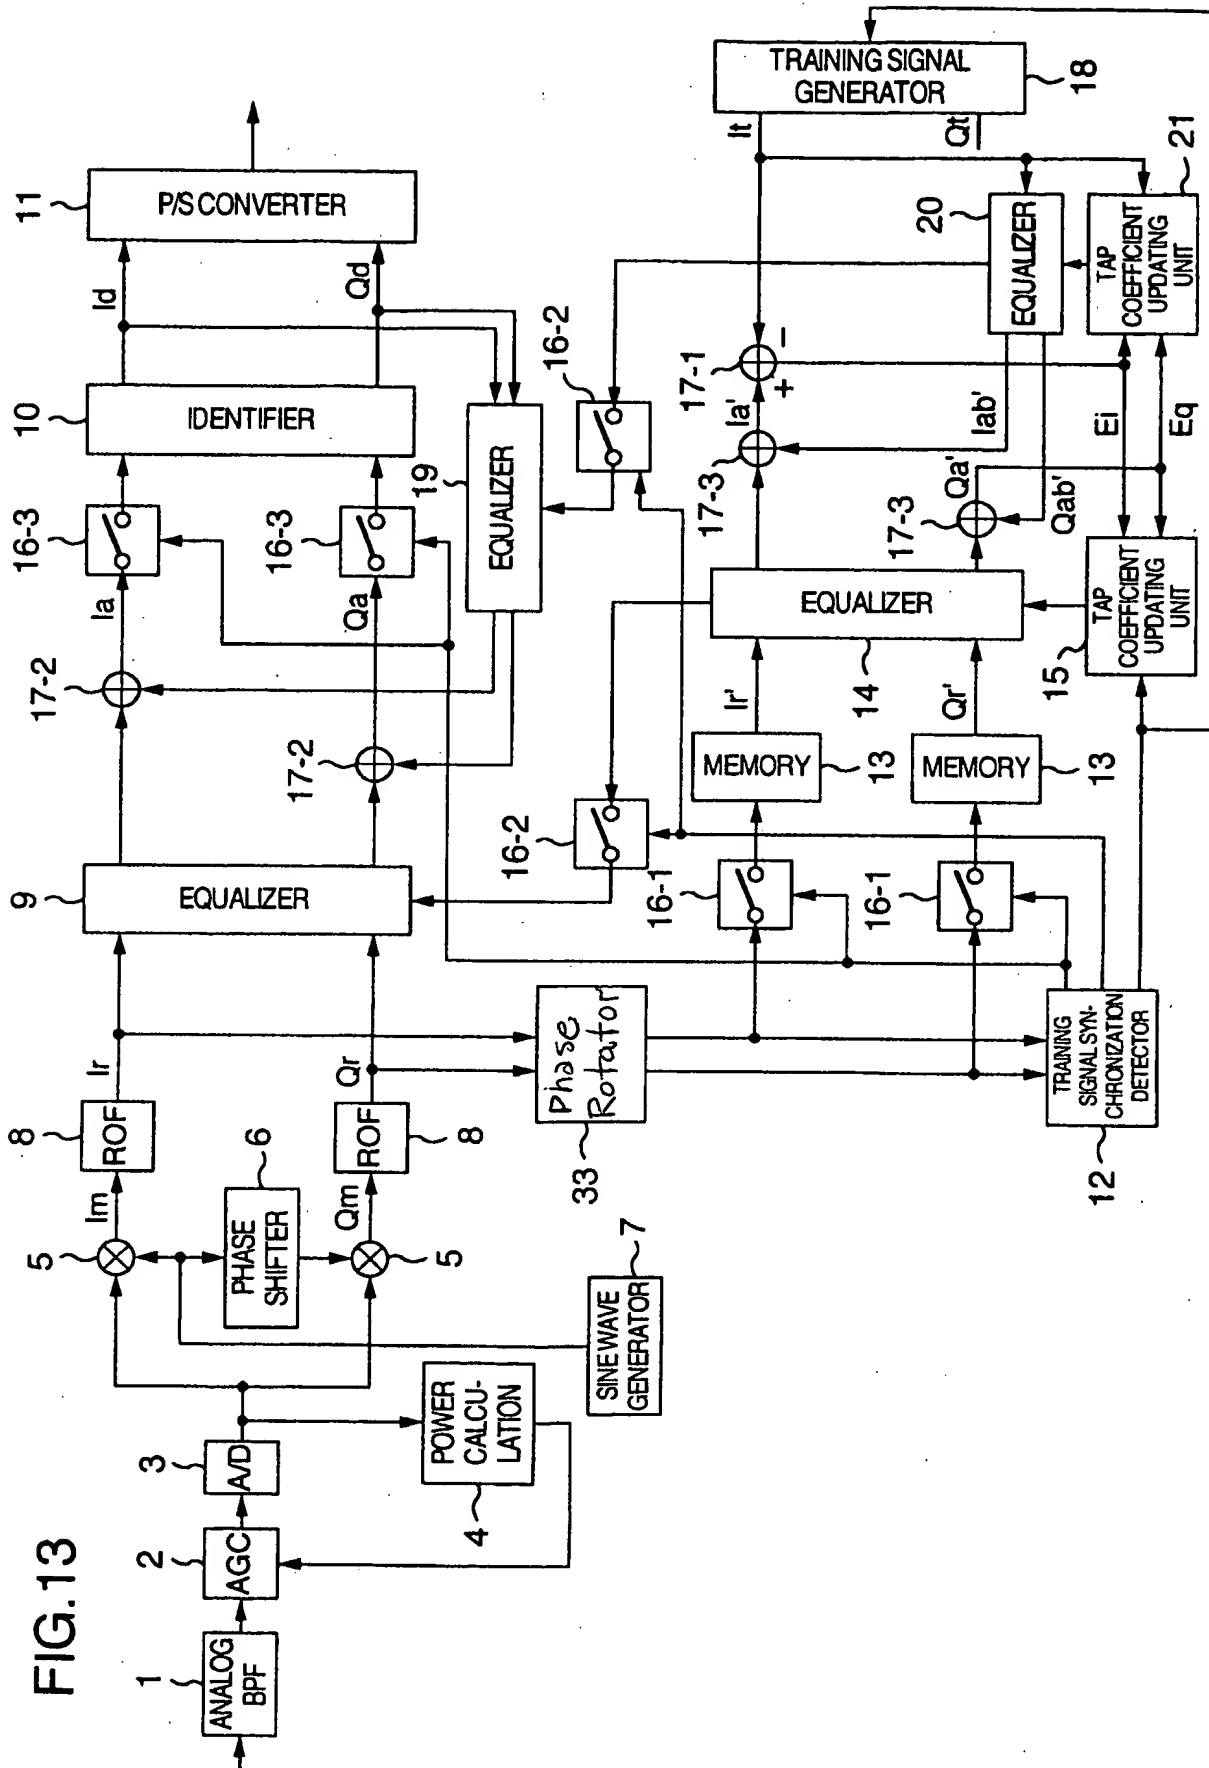 FIG.13
1
ANALOG
BPF
2
AGC
3
A/D
4
POWER
CALCU-
LATION
5
Im
5
Qm
6
PHASE
SHIFTER
7
SINEWAVE
GENERATOR
8
ROF
Ir
ROF
8
Qr
9
EQUALIZER
17-2
Ia
17-2
Qa
16-3
16-3
10
IDENTIFIER
Id
Qd
11
P/S CONVERTER
19
EQUALIZER
16-2
16-2
33
Phase
Rotator
12
TRAINING
SIGNAL SYN-
CHRONIZATION
DETECTOR
16-1
16-1
MEMORY
13
MEMORY
13
Ir'
Qr'
14
EQUALIZER
15
TAP
COEFFICIENT
UPDATING
UNIT
17-3
Ia'
17-3
Qa'
17-1
+
-
Iab'
Qab'
Ei
Eq
20
EQUALIZER
21
TAP
COEFFICIENT
UPDATING
UNIT
It
Qt
TRAINING SIGNAL
GENERATOR
18